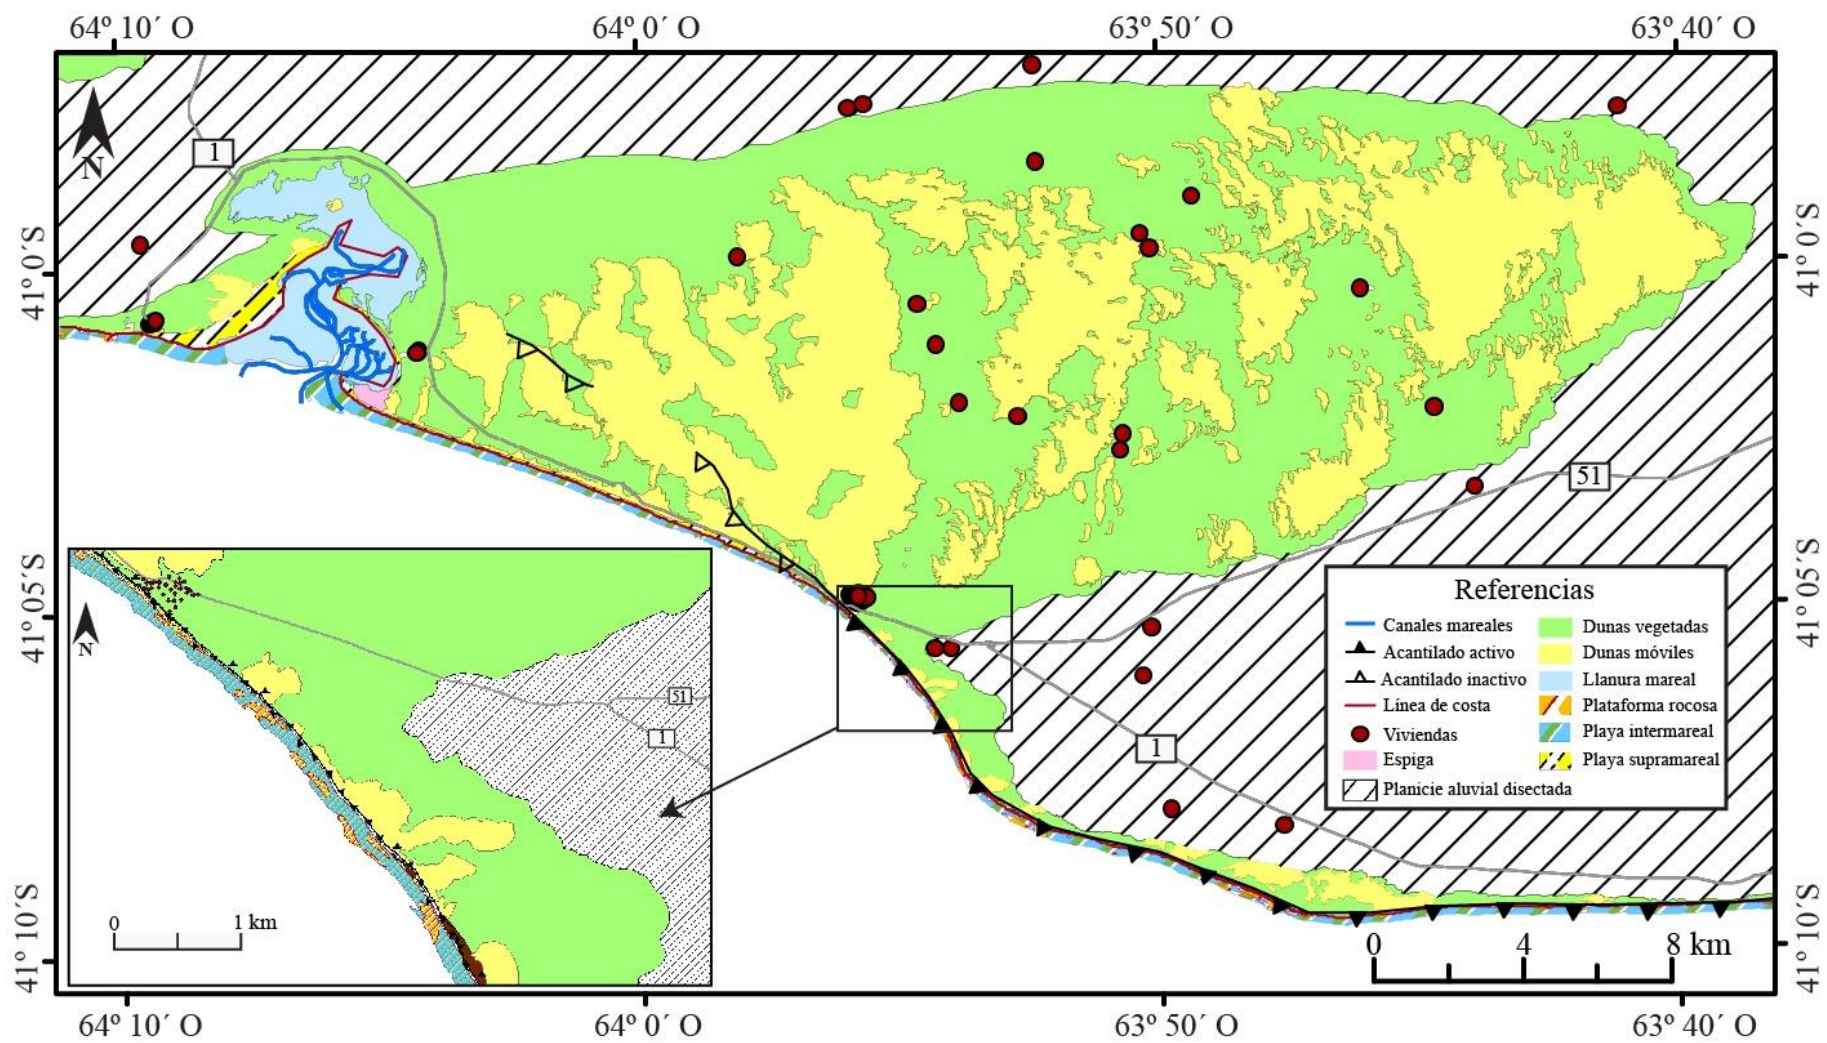 64º 10´ O
64º 0´ O
63º 50´ O
63º 40´ O
N
1
41º 0´S
41º 0´S
51
41º 05´S
41º 05´S
N
51
1
0
1 km
1
Referencias
Canales mareales
Dunas vegetadas
Acantilado activo
Dunas móviles
Acantilado inactivo
Llanura mareal
Línea de costa
Plataforma rocosa
Viviendas
Playa intermareal
Espiga
Playa supramareal
Planicie aluvial disectada
41º 10´S
41º 10´S
0
4
8 km
64º 10´ O
64º 0´ O
63º 50´ O
63º 40´ O